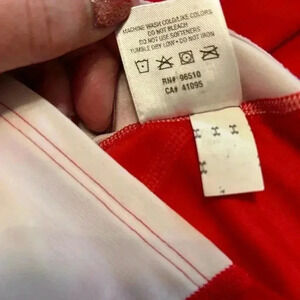 MACHINE WASH COLD/LIKE COLORS
DO NOT BLEACH
DO NOT USE SOFTENERS
TUMBLE DRY LOW • DO NOT IRON
RN# 96510
CA# 41095